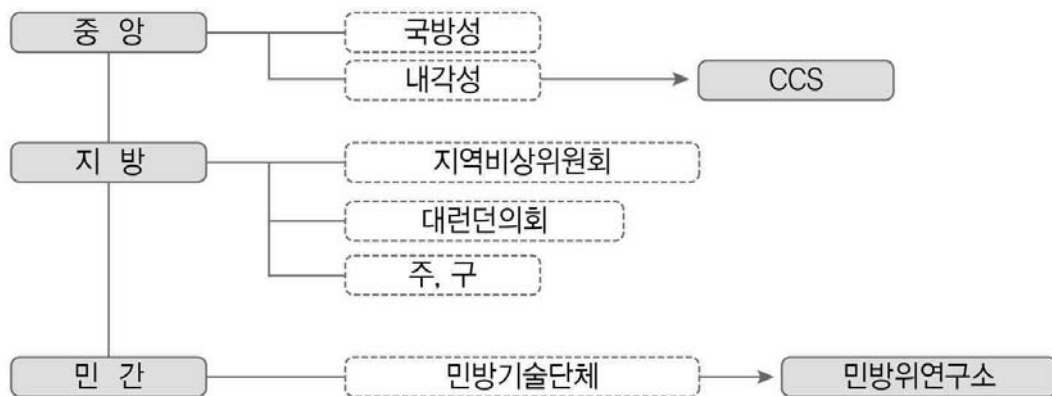 중 앙
국방성
내각성
CCS
지 방
지역비상위원회
대런던의회
주, 구
민 간
민방기술단체
민방위연구소